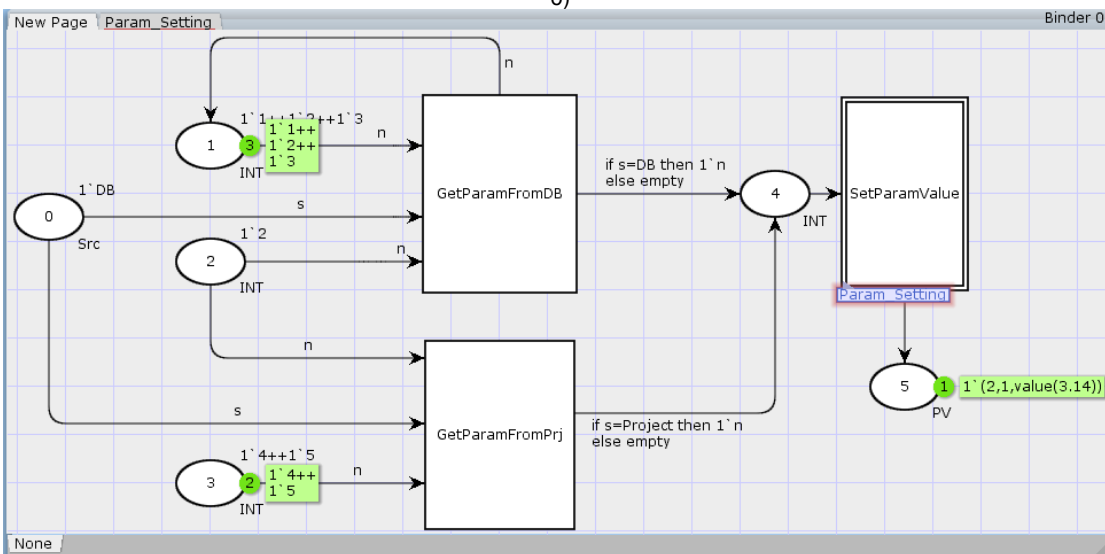 б)
New Page
Param_Setting
Binder 0
n
1`1++1`2++1`3
1`1++
1`2++
1`3
n
1
3
INT
if s=DB then 1`n
else empty
1`DB
GetParamFromDB
4
SetParamValue
s
0
INT
Src
1`2
n
2
INT
Param_Setting
n
5
1
1`(2,1,value(3.14))
s
PV
if s=Project then 1`n
else empty
GetParamFromPrj
1`4++1`5
n
3
2
1`4++
1`5
INT
None